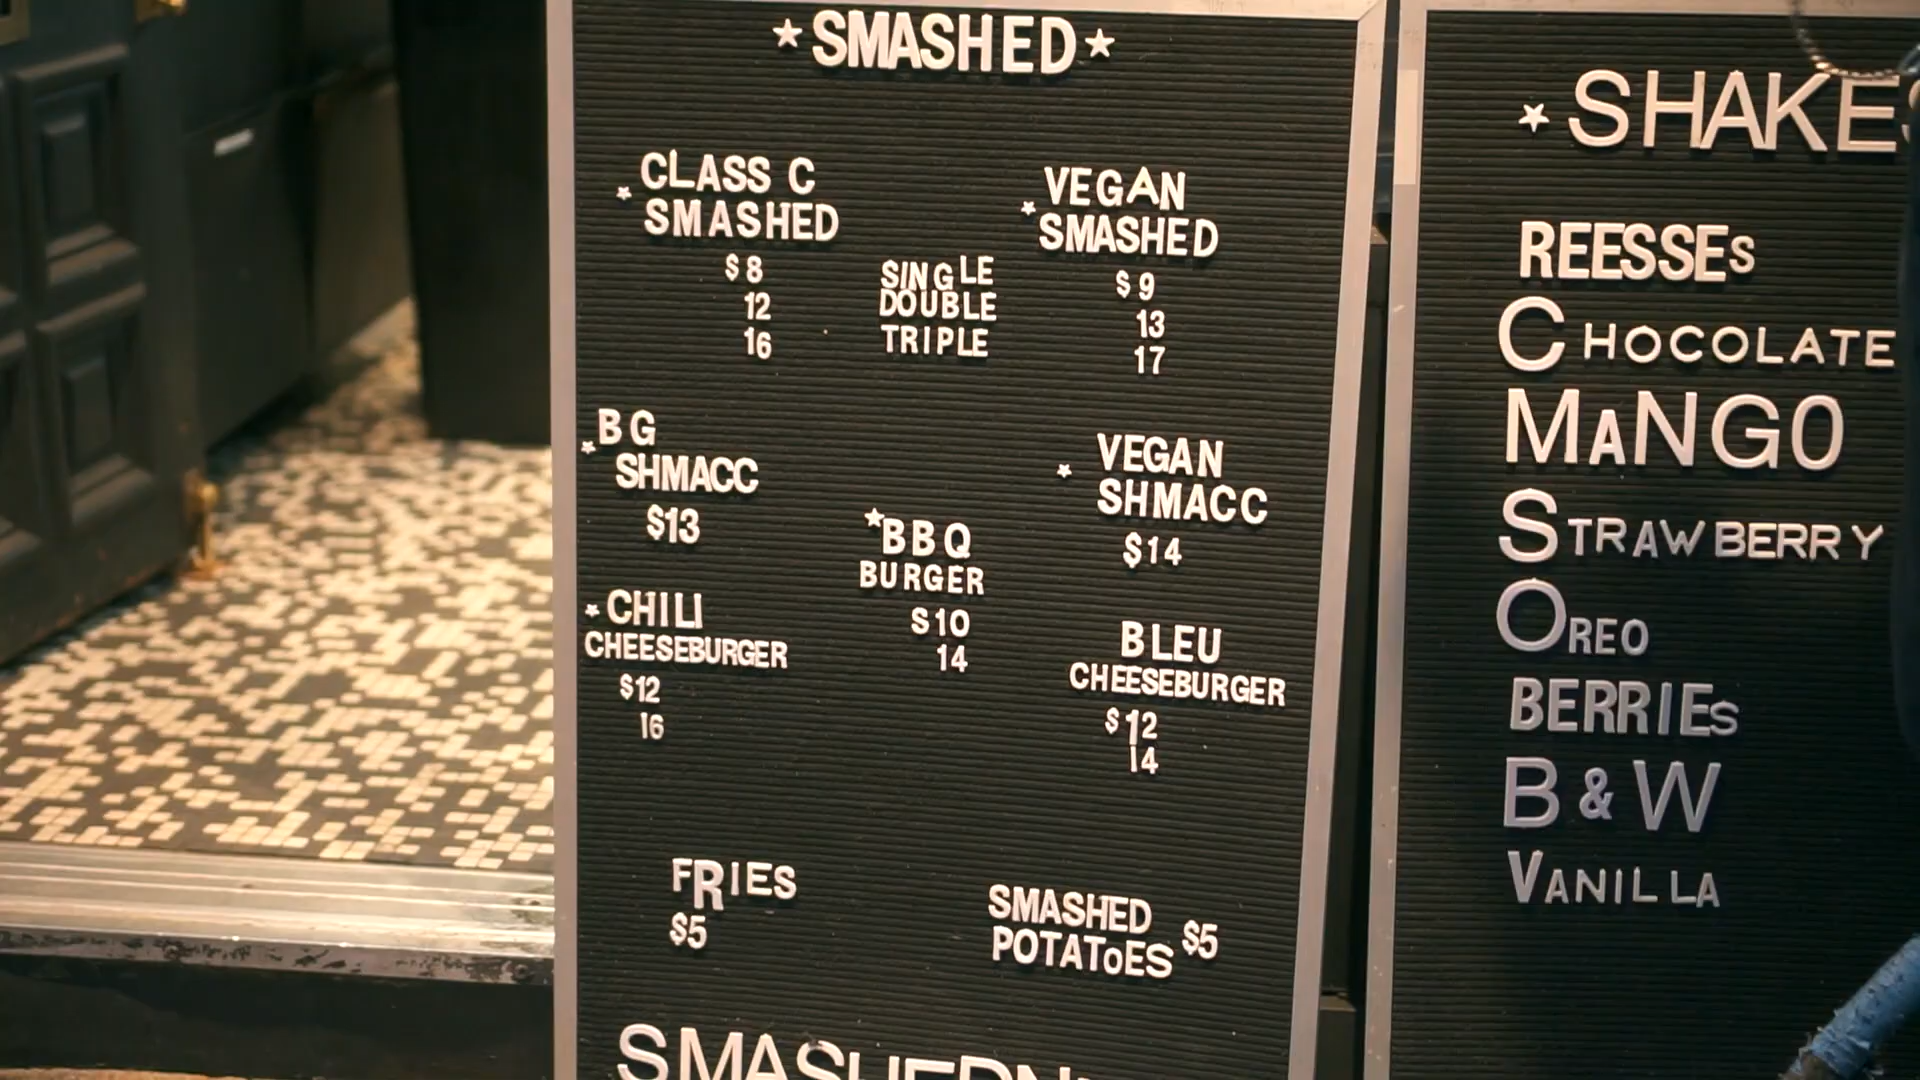 SMASHED
CLASS C
SMASHED
$8
12
16
SINGLE
DOUBLE
TRIPLE
VEGAN
SMASHED
$9
13
17
BG
SHMACC
$13
VEGAN
SHMACC
$14
BBQ
BURGER
$10
14
CHILI
CHEESEBURGER
$12
16
BLEU
CHEESEBURGER
$12
14
FRIES
$5
SMASHED
POTATOES $5
SHAKES
REESSES
CHOCOLATE
MANGO
STRAWBERRY
OREO
BERRIES
B & W
VANILLA